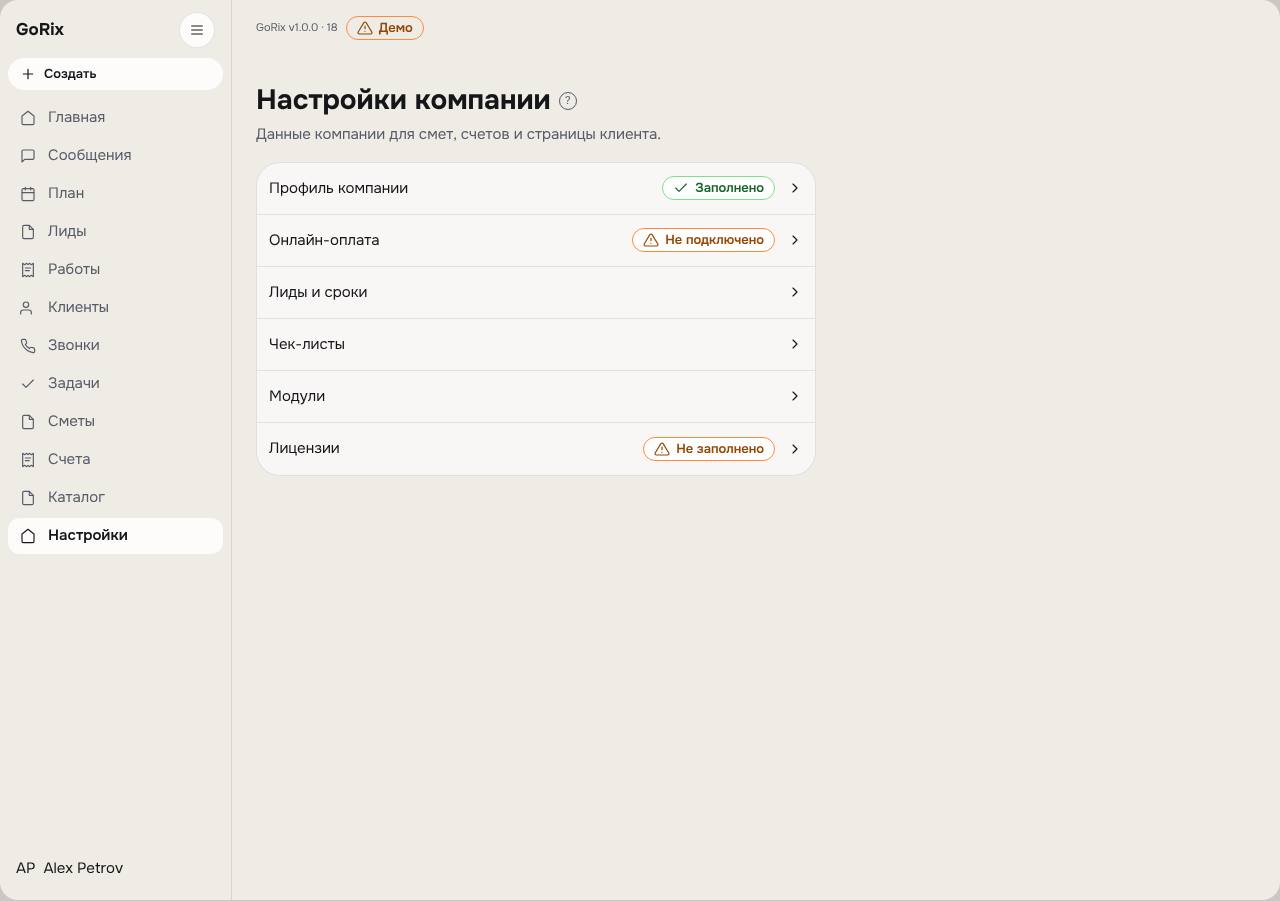 GoRix
Создать
Главная
Сообщения
План
Лиды
Работы
Клиенты
Звонки
Задачи
Сметы
Счета
Каталог
Настройки
AP Alex Petrov
GoRix v1.0.0 · 18 Демо
Настройки компании ?
Данные компании для смет, счетов и страницы клиента.
Профиль компании Заполнено
Онлайн-оплата Не подключено
Лиды и сроки
Чек-листы
Модули
Лицензии Не заполнено